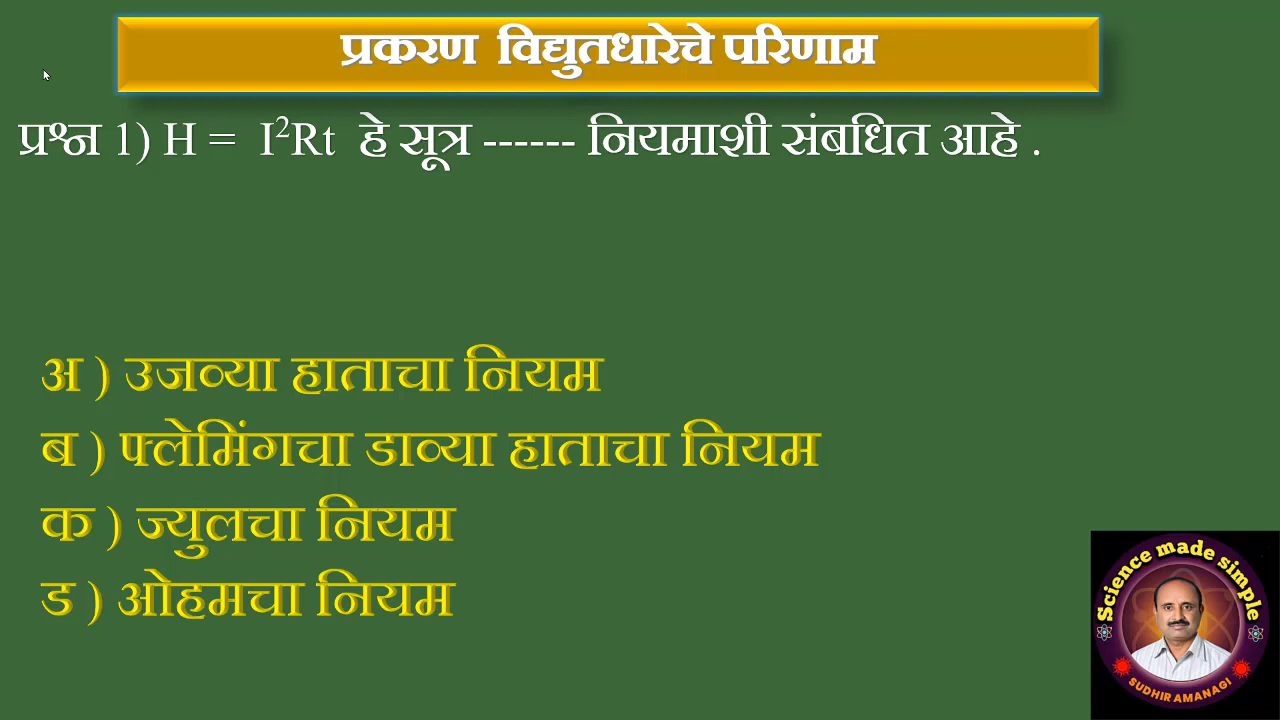 प्रकरण विद्युतधारेचे परिणाम
प्रश्न 1) H = I²Rt हे सूत्र ------ नियमाशी संबधित आहे .
अ ) उजव्या हाताचा नियम
ब ) फ्लेमिंगचा डाव्या हाताचा नियम
क ) ज्युलचा नियम
ड ) ओहमचा नियम
Science made simple
SUDHIR AMANAGI